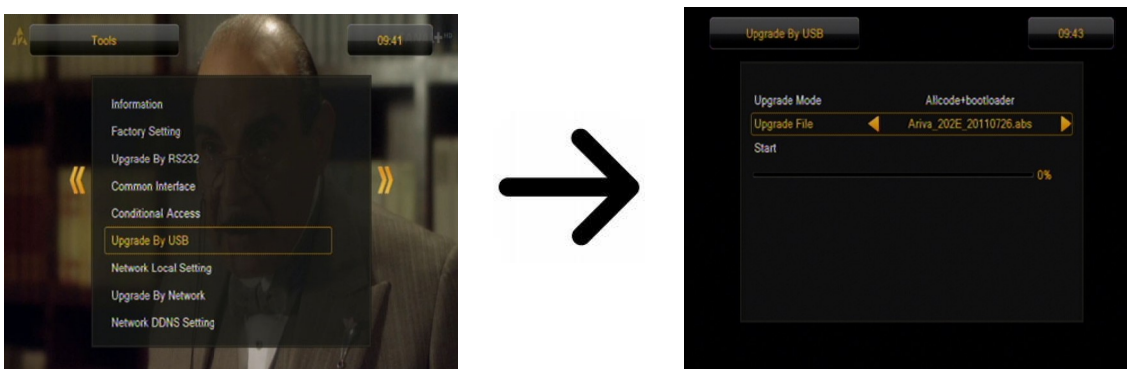 Tools
09:41
Information
Factory Setting
Upgrade By RS232
Common Interface
Conditional Access
Upgrade By USB
Network Local Setting
Upgrade By Network
Network DDNS Setting
Upgrade By USB
09:43
Upgrade Mode Allcode+bootloader
Upgrade File Ariva_202E_20110726.abs
Start
0%